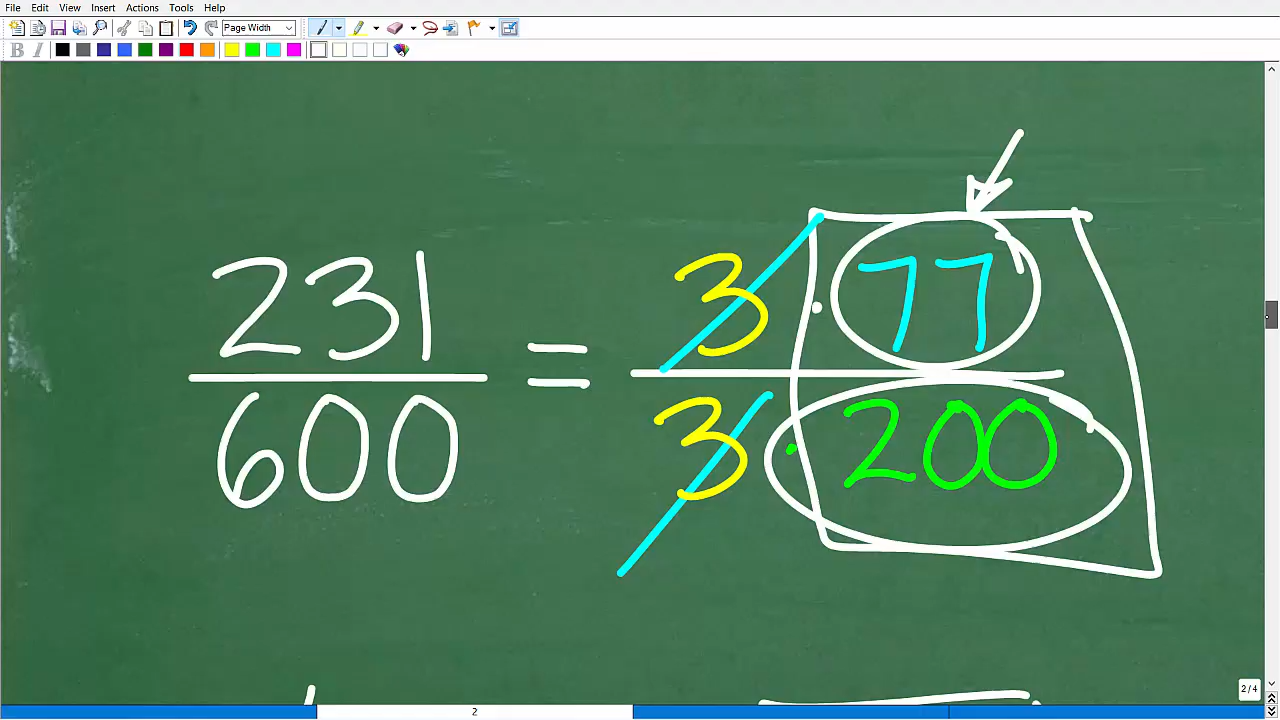 File Edit View Insert Actions Tools Help
Page Width
B I
231 = 3 · 77
600 3 · 200
2/4
2